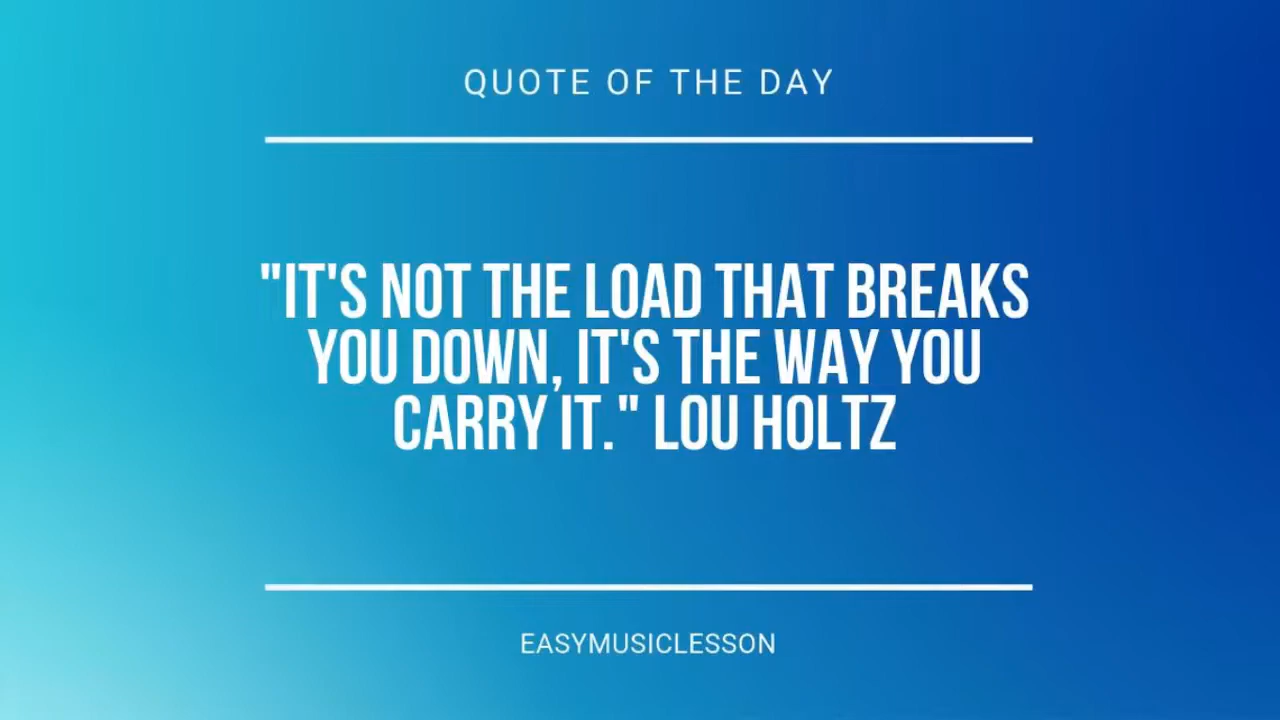 QUOTE OF THE DAY
"IT'S NOT THE LOAD THAT BREAKS
YOU DOWN, IT'S THE WAY YOU
CARRY IT." LOU HOLTZ
EASYMUSICLESSON